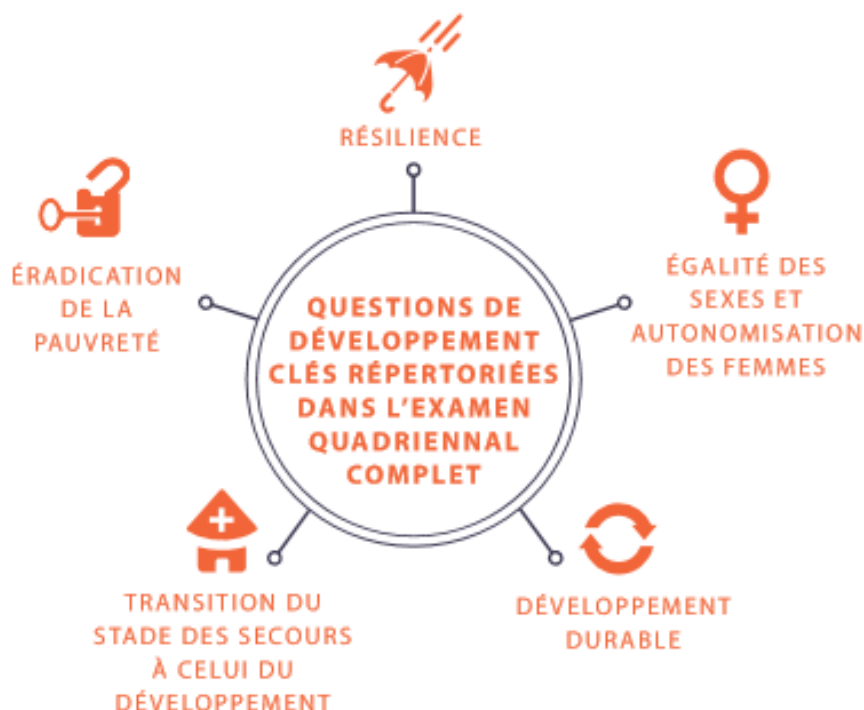 RÉSILIENCE
ÉGALITÉ DES
SEXES ET
AUTONOMISATION
DES FEMMES
ÉRADICATION
DE LA
PAUVRETÉ
QUESTIONS DE
DÉVELOPPEMENT
CLÉS RÉPERTORIÉES
DANS L'EXAMEN
QUADRIENNAL
COMPLET
TRANSITION DU
STADE DES SECOURS
À CELUI DU
DÉVELOPPEMENT
DÉVELOPPEMENT
DURABLE